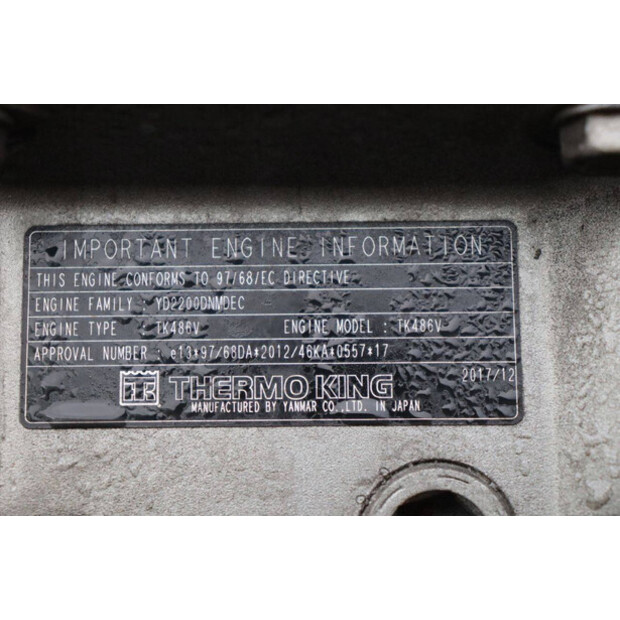 IMPORTANT ENGINE INFORMATION
THIS ENGINE CONFORMS TO 97/68/EC DIRECTIVE
ENGINE FAMILY : YD2200DNMDEC
ENGINE TYPE : TK486V ENGINE MODEL : TK486V
APPROVAL NUMBER : e13*97/68DA*2012/46KA*0557*17
TK THERMO KING 2017/12
MANUFACTURED BY YANMAR CO.,LTD. IN JAPAN